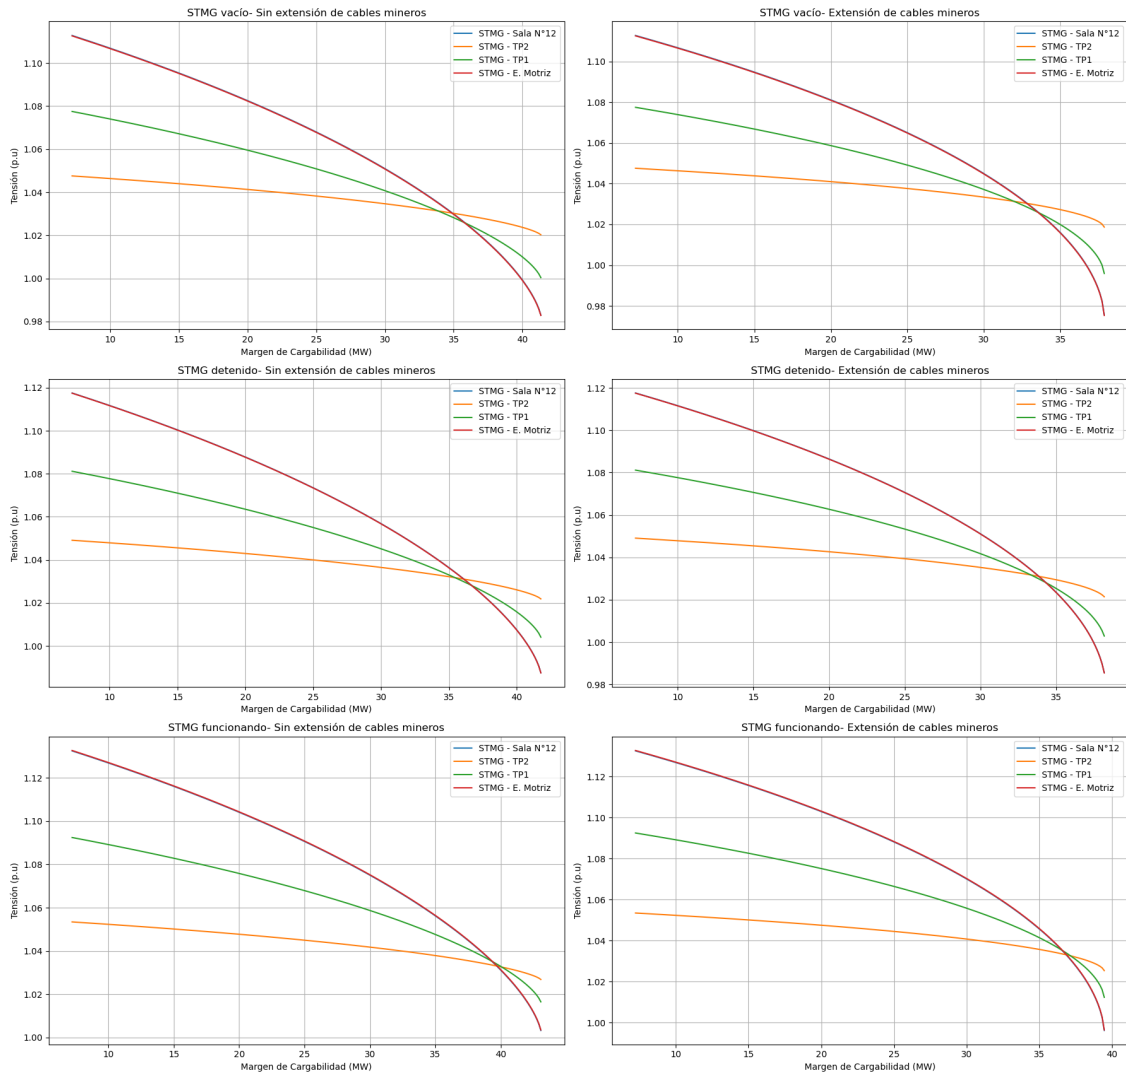 STMG vacío- Sin extensión de cables mineros
STMG - Sala N°12
STMG - TP2
STMG - TP1
STMG - E. Motriz
Tensión (p.u)
1.10
1.08
1.06
1.04
1.02
1.00
0.98
10 15 20 25 30 35 40
Margen de Cargabilidad (MW)
STMG vacío- Extensión de cables mineros
STMG - Sala N°12
STMG - TP2
STMG - TP1
STMG - E. Motriz
Tensión (p.u)
1.10
1.08
1.06
1.04
1.02
1.00
0.98
10 15 20 25 30 35
Margen de Cargabilidad (MW)
STMG detenido- Sin extensión de cables mineros
STMG - Sala N°12
STMG - TP2
STMG - TP1
STMG - E. Motriz
Tensión (p.u)
1.12
1.10
1.08
1.06
1.04
1.02
1.00
10 15 20 25 30 35 40
Margen de Cargabilidad (MW)
STMG detenido- Extensión de cables mineros
STMG - Sala N°12
STMG - TP2
STMG - TP1
STMG - E. Motriz
Tensión (p.u)
1.12
1.10
1.08
1.06
1.04
1.02
1.00
0.98
10 15 20 25 30 35
Margen de Cargabilidad (MW)
STMG funcionando- Sin extensión de cables mineros
STMG - Sala N°12
STMG - TP2
STMG - TP1
STMG - E. Motriz
Tensión (p.u)
1.12
1.10
1.08
1.06
1.04
1.02
1.00
10 15 20 25 30 35 40
Margen de Cargabilidad (MW)
STMG funcionando- Extensión de cables mineros
STMG - Sala N°12
STMG - TP2
STMG - TP1
STMG - E. Motriz
Tensión (p.u)
1.12
1.10
1.08
1.06
1.04
1.02
1.00
10 15 20 25 30 35 40
Margen de Cargabilidad (MW)